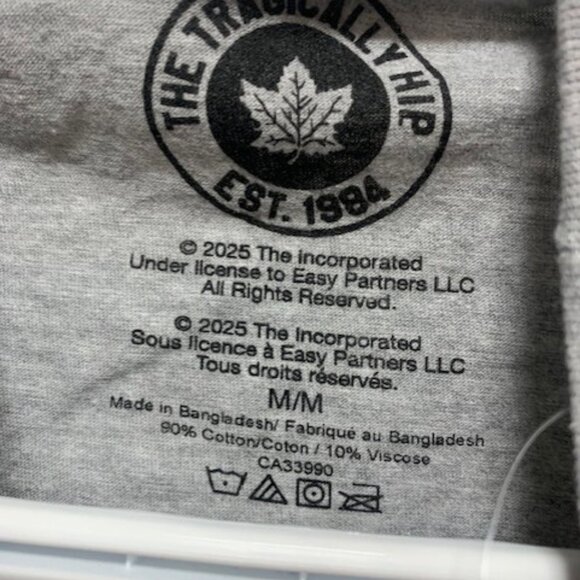 THE TRAGICALLY HIP
EST. 1984
© 2025 The Incorporated
Under license to Easy Partners LLC
All Rights Reserved.
© 2025 The Incorporated
Sous licence à Easy Partners LLC
Tous droits réservés.
M/M
Made in Bangladesh/ Fabriqué au Bangladesh
90% Cotton/Coton / 10% Viscose
CA33990